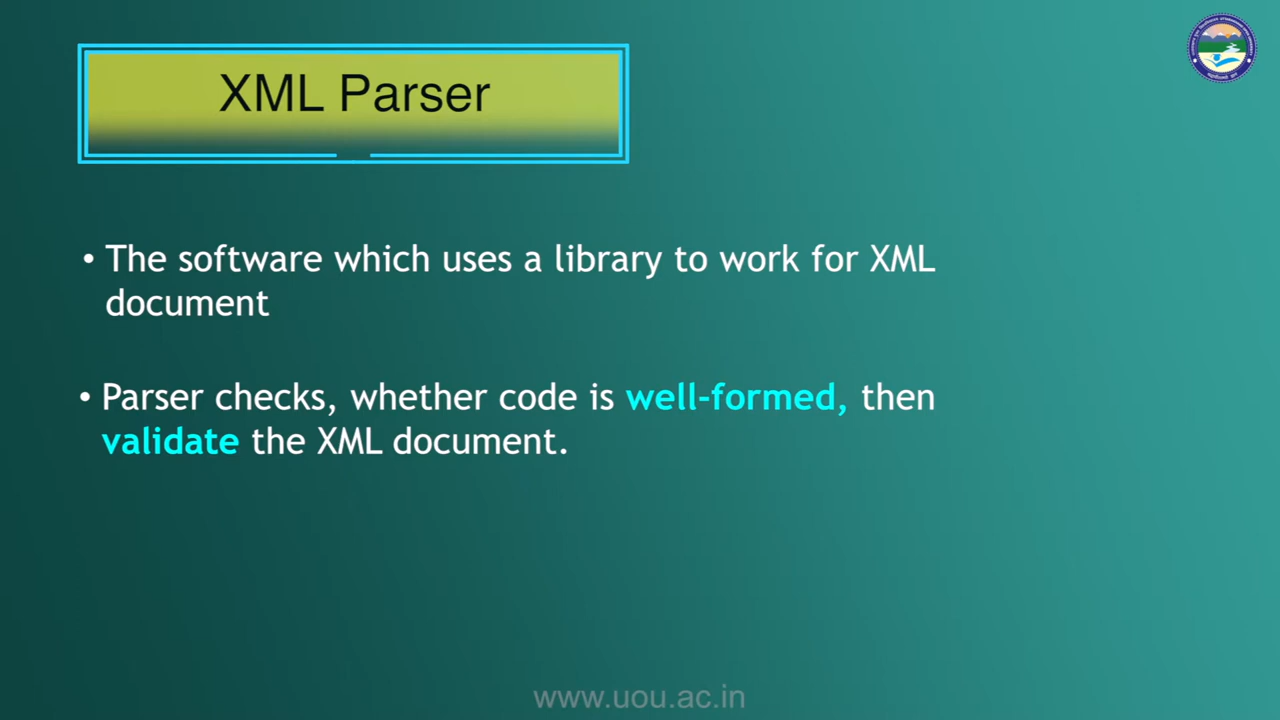 XML Parser
• The software which uses a library to work for XML
document
• Parser checks, whether code is well-formed, then
validate the XML document.
www.uou.ac.in